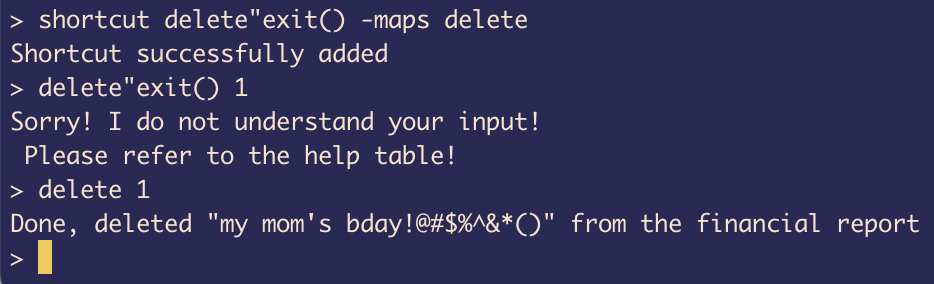 > shortcut delete"exit() -maps delete
Shortcut successfully added
> delete"exit() 1
Sorry! I do not understand your input!
 Please refer to the help table!
> delete 1
Done, deleted "my mom's bday!@#$%^&*()" from the financial report
>